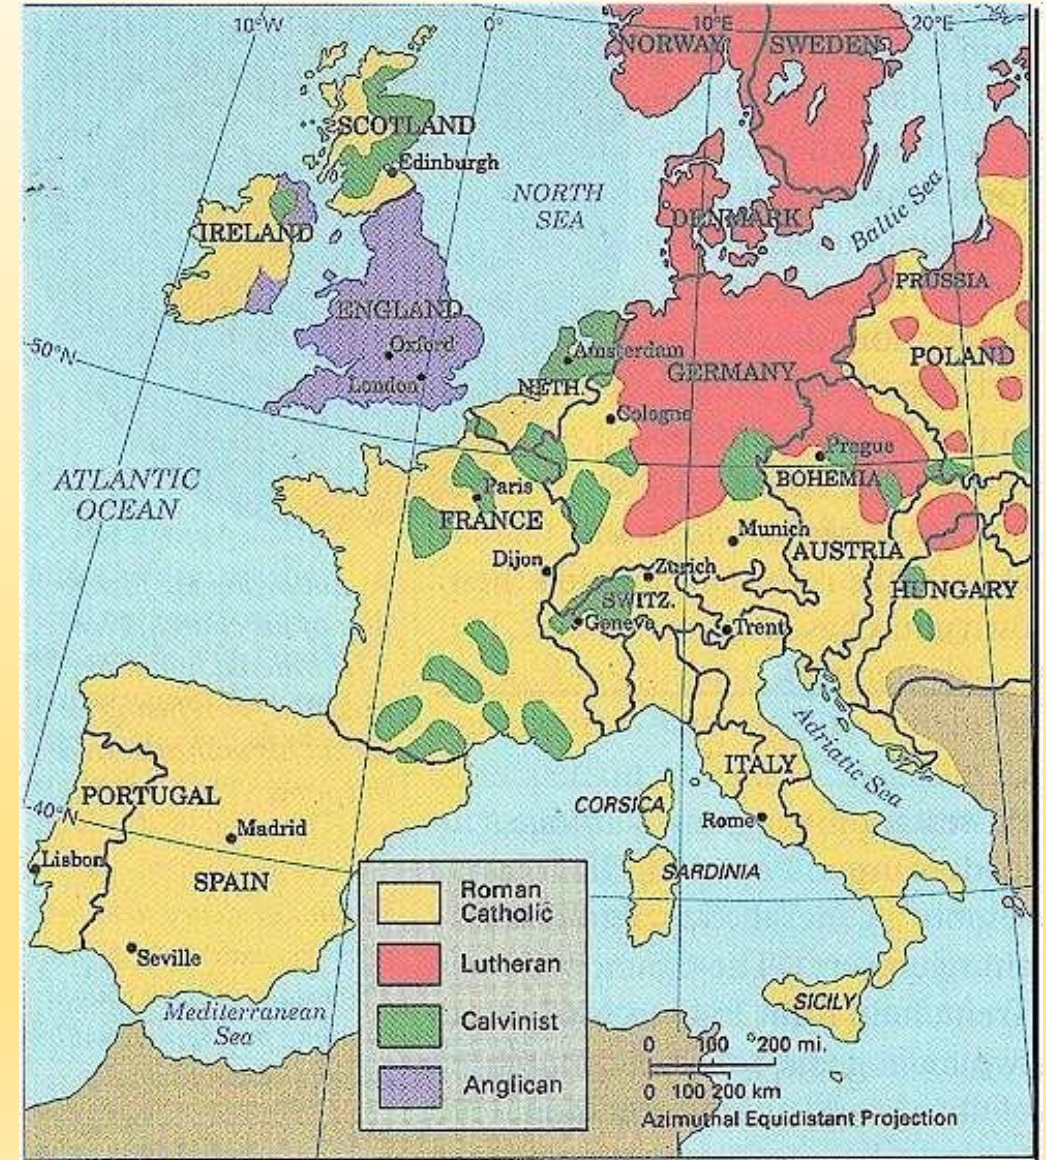 10°W
0°
10°E
20°E
NORWAY
SWEDEN
SCOTLAND
Edinburgh
NORTH
SEA
IRELAND
DENMARK
Baltic Sea
PRUSSIA
ENGLAND
Oxford
London
50°N
Amsterdam
NETH.
GERMANY
POLAND
Cologne
Prague
BOHEMIA
ATLANTIC
OCEAN
Paris
FRANCE
Munich
AUSTRIA
Dijon
Zürich
SWITZ.
Geneva
Trent
HUNGARY
Adriatic Sea
ITALY
CORSICA
Rome
SARDINIA
40°N
PORTUGAL
Madrid
Lisbon
SPAIN
Seville
Mediterranean
Sea
SICILY
Roman
Catholic
Lutheran
Calvinist
Anglican
0 100 200 mi.
0 100 200 km
Azimuthal Equidistant Projection